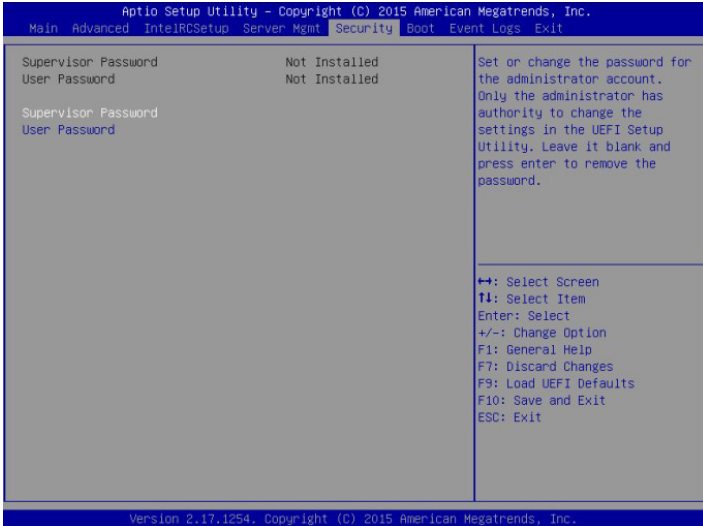 Aptio Setup Utility – Copyright (C) 2015 American Megatrends, Inc.
Main Advanced IntelRCSetup Server Mgmt Security Boot Event Logs Exit
Supervisor Password Not Installed
User Password Not Installed
Supervisor Password
User Password
Set or change the password for
the administrator account.
Only the administrator has
authority to change the
settings in the UEFI Setup
Utility. Leave it blank and
press enter to remove the
password.
↔: Select Screen
↑↓: Select Item
Enter: Select
+/-: Change Option
F1: General Help
F7: Discard Changes
F9: Load UEFI Defaults
F10: Save and Exit
ESC: Exit
Version 2.17.1254. Copyright (C) 2015 American Megatrends, Inc.